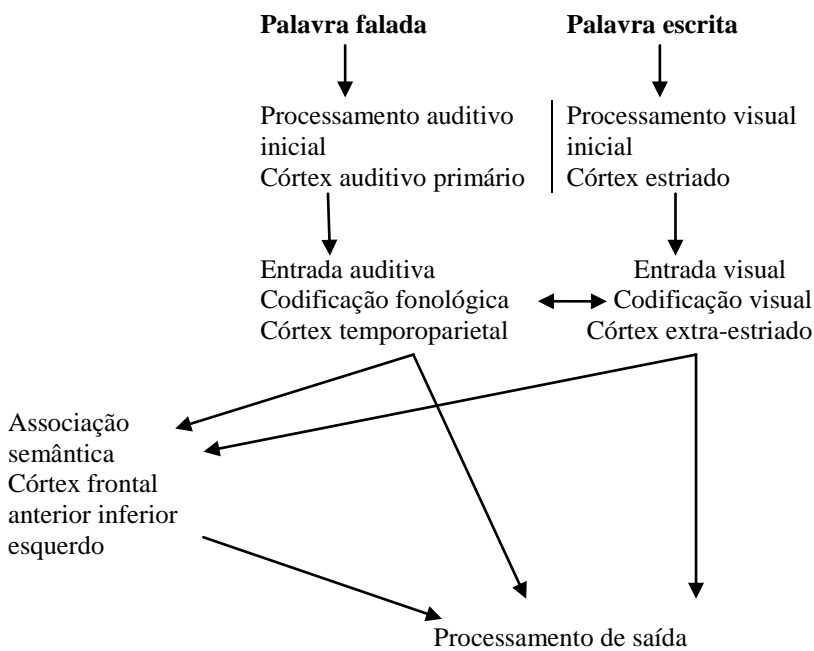 Palavra falada
Palavra escrita
Processamento auditivo
inicial
Córtex auditivo primário
Processamento visual
inicial
Córtex estriado
Entrada auditiva
Codificação fonológica
Córtex temporoparietal
Entrada visual
Codificação visual
Córtex extra-estriado
Associação
semântica
Córtex frontal
anterior inferior
esquerdo
Processamento de saída